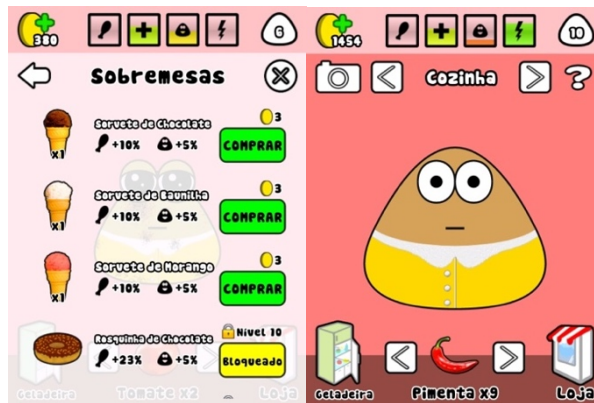 380
6
Sobremesas
Sorvete de Chocolate
+10% +5%
3
COMPRAR
x1
Sorvete de Baunilha
+10% +5%
3
COMPRAR
x1
Sorvete de Morango
+10% +5%
3
COMPRAR
x1
Rosquinha de Chocolate
+23% +5%
Nivel 10
Bloqueado
Geladeira
Tomate x2
Loja
1454
10
Cozinha
?
Geladeira
Pimenta x9
Loja